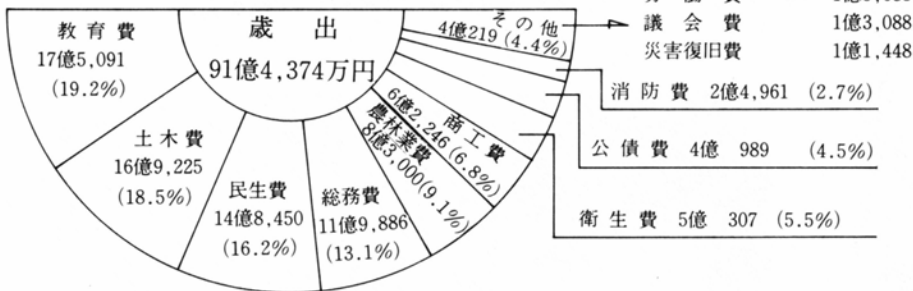 歳出
91億4,374万円
教育費
17億5,091
(19.2%)
土木費
16億9,225
(18.5%)
民生費
14億8,450
(16.2%)
総務費
11億9,886
(13.1%)
農林業費
8億3,000(9.1%)
商工費
6億2,246(6.8%)
その他
4億219(4.4%)
議会費 1億3,088
災害復旧費 1億1,448
消防費 2億4,961 (2.7%)
公債費 4億 989 (4.5%)
衛生費 5億 307 (5.5%)